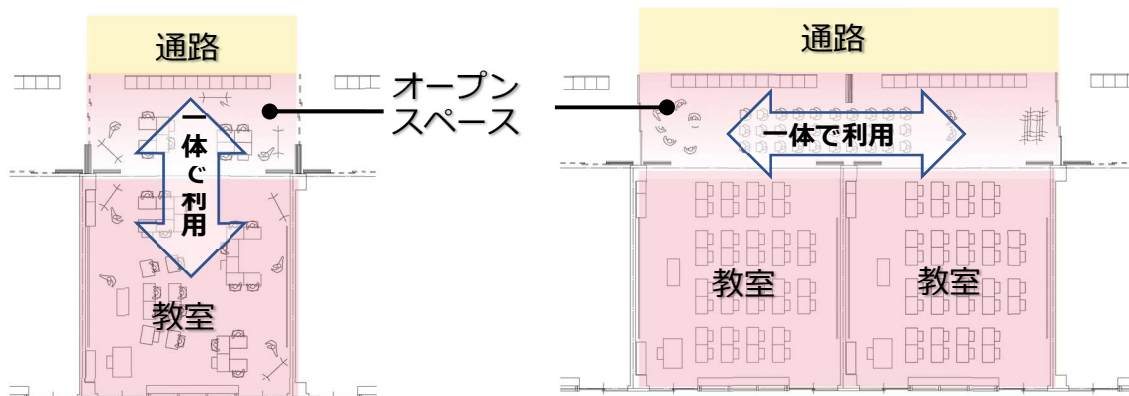 通路
オープン
スペース
一体で利用
教室
通路
一体で利用
教室
教室